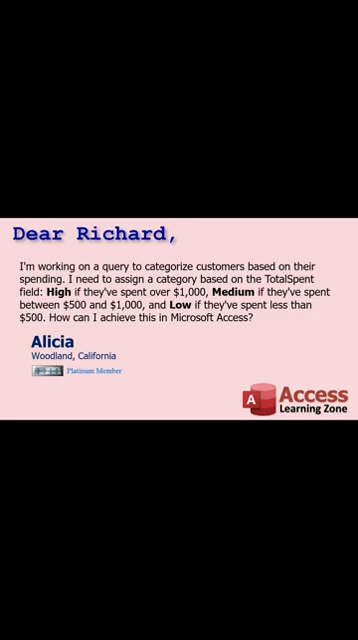 Dear Richard,
I'm working on a query to categorize customers based on their
spending. I need to assign a category based on the TotalSpent
field: High if they've spent over $1,000, Medium if they've spent
between $500 and $1,000, and Low if they've spent less than
$500. How can I achieve this in Microsoft Access?
Alicia
Woodland, California
Platinum Member
A Access
Learning Zone